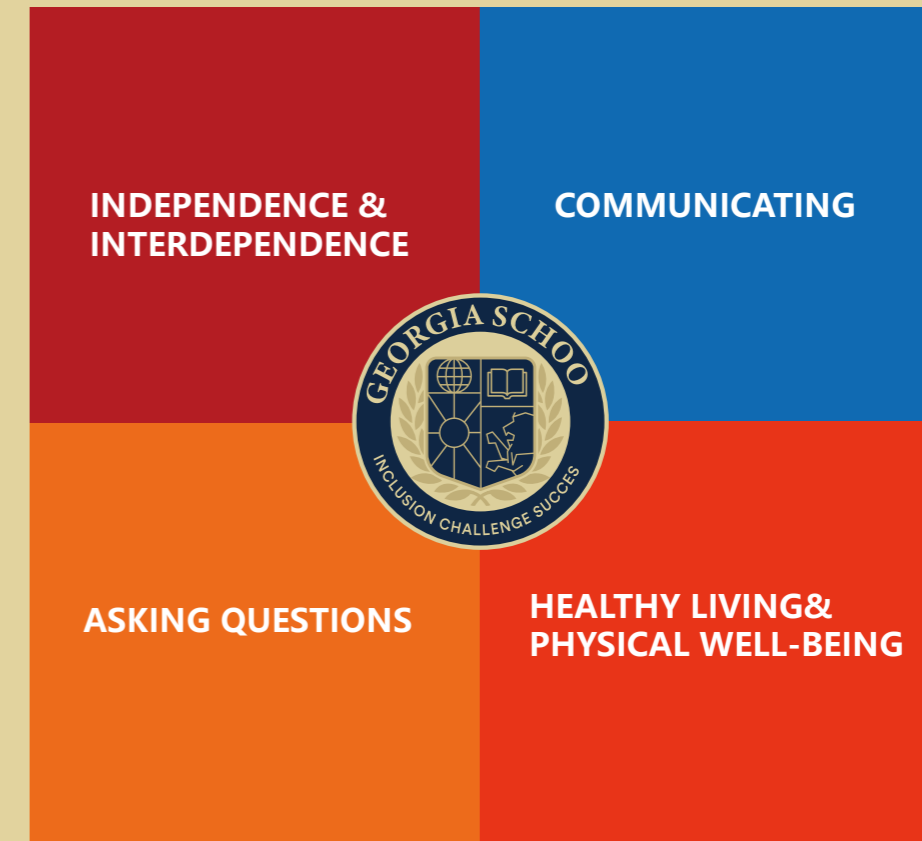 INDEPENDENCE &
INTERDEPENDENCE
COMMUNICATING
GEORGIA SCHOO
INCLUSION CHALLENGE SUCCES
ASKING QUESTIONS
HEALTHY LIVING&
PHYSICAL WELL-BEING